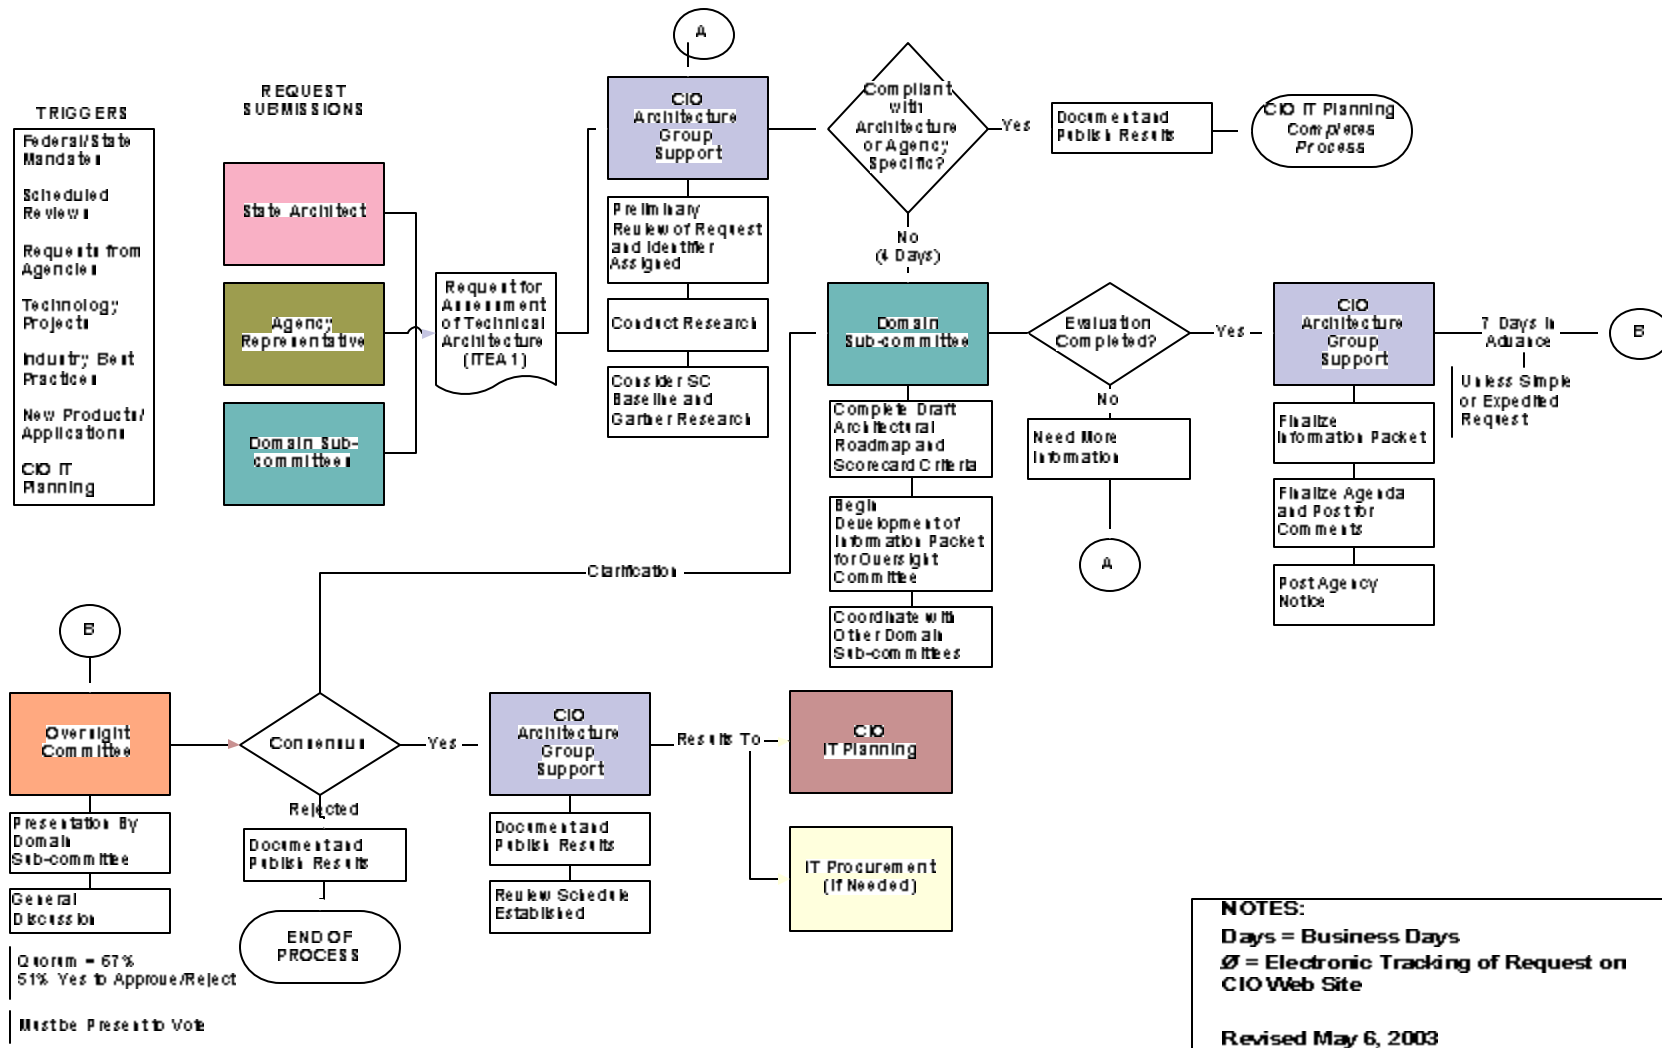 A
TRIGGERS
Federal/State
Mandates
Scheduled
Reviews
Requests from
Agencies
Technology
Projects
Industry Best
Practices
New Products/
Applications
CIO IT
Planning
REQUEST
SUBMISSIONS
State Architect
Agency
Representative
Domain Sub-
committees
Request for
Assessment
of Technical
Architecture
(ITEA 1)
CIO
Architecture
Group
Support
Preliminary
Review of Request
and Identifier
Assigned
Conduct Research
Consider SC
Baseline and
Gartner Research
Compliant
with
Architecture
or Agency
Specific?
Yes
Document and
Publish Results
CIO IT Planning
Completes
Process
No
(4 Days)
Domain
Sub-committee
Complete Draft
Architectural
Roadmap and
Scorecard Criteria
Begin
Development of
Information Packet
for Oversight
Committee
Coordinate with
Other Domain
Sub-committees
Evaluation
Completed?
No
Need More
Information
A
Yes
CIO
Architecture
Group
Support
Finalize
Information Packet
Finalize Agenda
and Post for
Comments
Post Agency
Notice
7 Days in
Advance
Unless Simple
or Expedited
Request
B
Clarification
B
Oversight
Committee
Presentation By
Domain
Sub-committee
General
Discussion
Quorum = 67%
51% Yes to Approve/Reject
Must be Present to Vote
Consensus
Rejected
Document and
Publish Results
END OF
PROCESS
Yes
CIO
Architecture
Group
Support
Document and
Publish Results
Review Schedule
Established
Results To
CIO
IT Planning
IT Procurement
(If Needed)
NOTES:
Days = Business Days
Ø = Electronic Tracking of Request on
CIO Web Site
Revised May 6, 2003